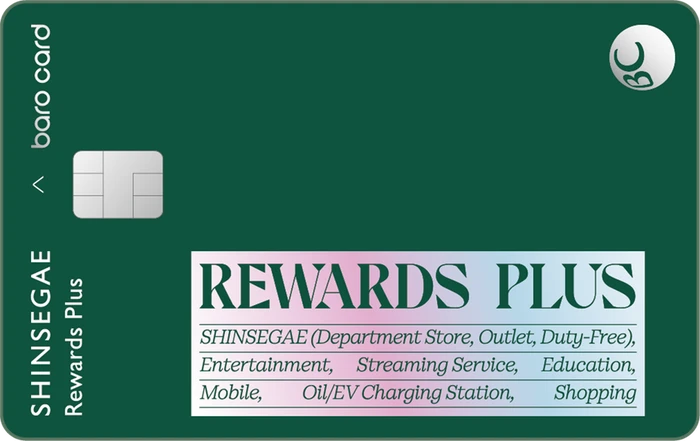 baro card
BC
SHINSEGAE
Rewards Plus
REWARDS PLUS
SHINSEGAE (Department Store, Outlet, Duty-Free),
Entertainment, Streaming Service, Education,
Mobile, Oil/EV Charging Station, Shopping